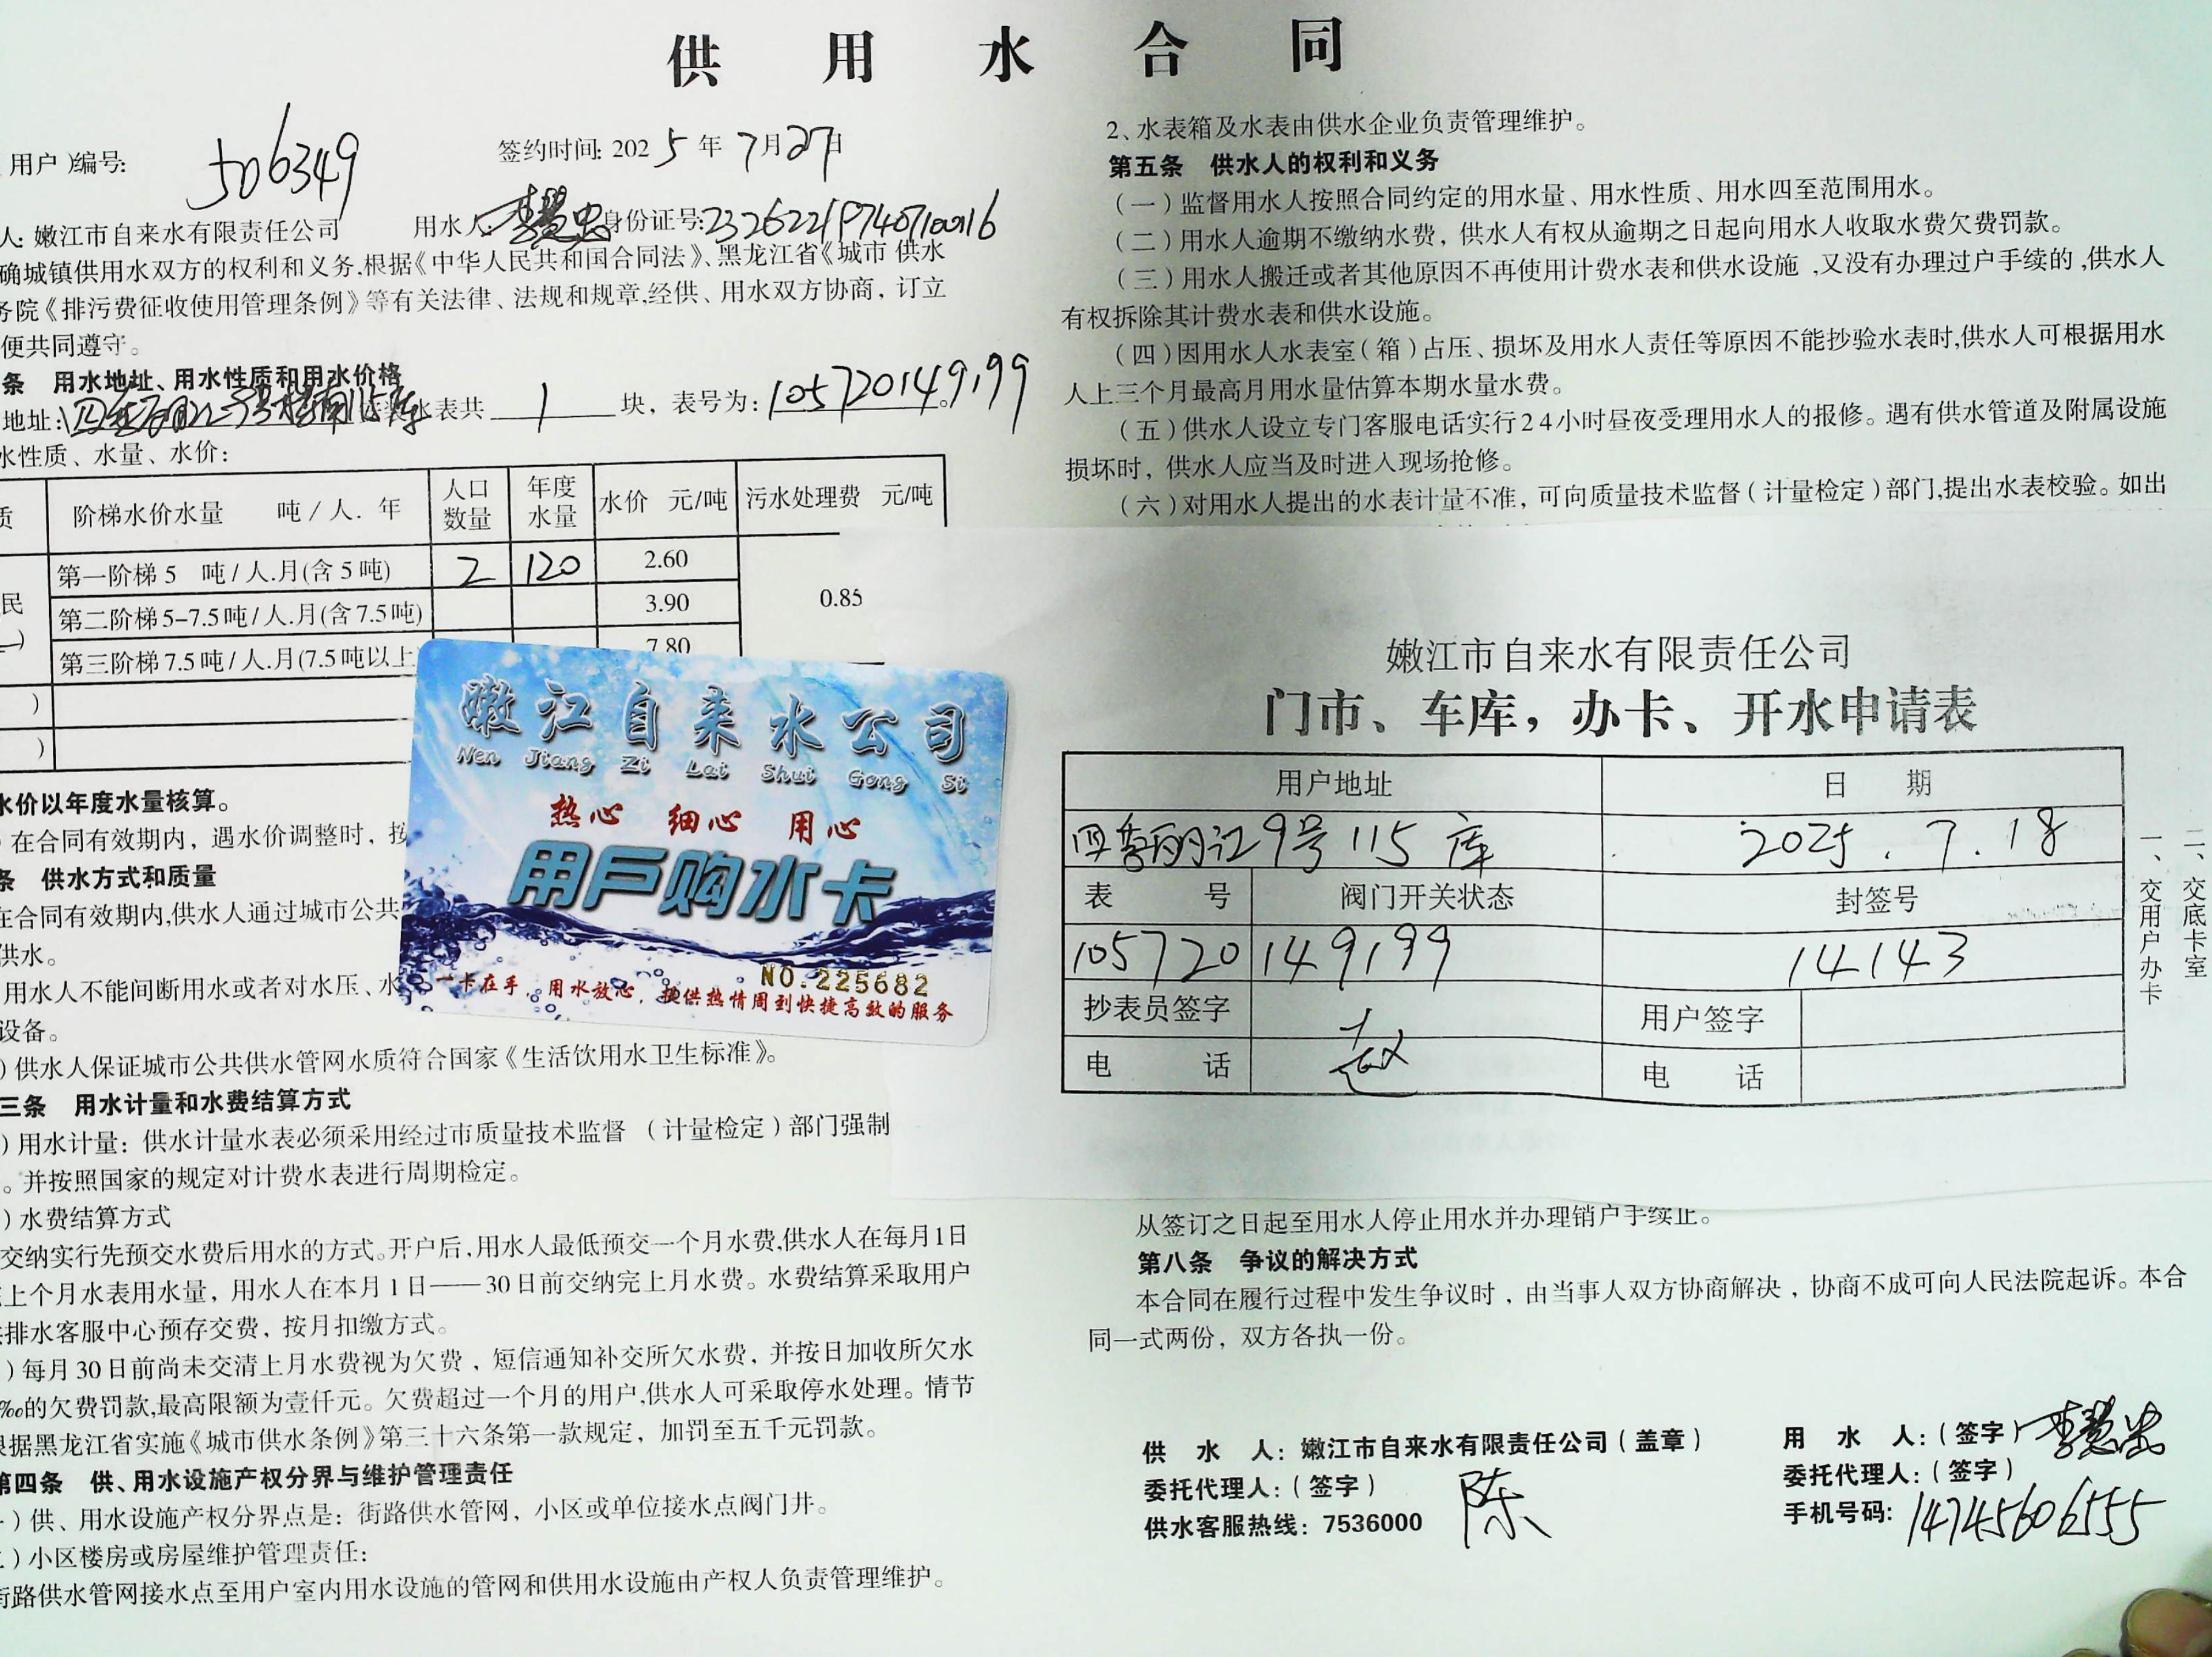 供 用 水 合 同
用户)编号: 506349
签约时间: 2025年7月27日
人: 嫩江市自来水有限责任公司
用水人: 李慧忠 身份证号:
确城镇供用水双方的权利和义务,根据《中华人民共和国合同法》、黑龙江省《城市 供水
务院《排污费征收使用管理条例》等有关法律、法规和规章,经供、用水双方协商，订立
便共同遵守。
条 用水地址、用水性质和用水价格
地址: 水表共 1 块，表号为: 105720149199。
水性质、水量、水价:
质 阶梯水价水量 吨/人. 年 人口数量 年度水量 水价 元/吨 污水处理费 元/吨
民 第一阶梯 5 吨/人.月(含 5 吨) 2 120 2.60 0.85
第二阶梯 5-7.5 吨/人.月(含 7.5 吨) 3.90
第三阶梯 7.5 吨/人.月(7.5 吨以上 7.80
)
)
水价以年度水量核算。
)在合同有效期内，遇水价调整时，按
条 供水方式和质量
在合同有效期内,供水人通过城市公共
供水。
用水人不能间断用水或者对水压、水
设备。
)供水人保证城市公共供水管网水质符合国家《生活饮用水卫生标准》。
三条 用水计量和水费结算方式
)用水计量：供水计量水表必须采用经过市质量技术监督（计量检定）部门强制
。并按照国家的规定对计费水表进行周期检定。
)水费结算方式
交纳实行先预交水费后用水的方式。开户后,用水人最低预交一个月水费,供水人在每月1日
上个月水表用水量，用水人在本月 1 日——30 日前交纳完上月水费。水费结算采取用户
排水客服中心预存交费，按月扣缴方式。
)每月 30 日前尚未交清上月水费视为欠费，短信通知补交所欠水费，并按日加收所欠水
‰的欠费罚款,最高限额为壹仟元。欠费超过一个月的用户,供水人可采取停水处理。情节
根据黑龙江省实施《城市供水条例》第三十六条第一款规定，加罚至五千元罚款。
第四条 供、用水设施产权分界与维护管理责任
)供、用水设施产权分界点是：街路供水管网，小区或单位接水点阀门井。
)小区楼房或房屋维护管理责任：
街路供水管网接水点至用户室内用水设施的管网和供用水设施由产权人负责管理维护。
嫩江自来水公司
Nen Jiang Zi Lai Shui Gong Si
热心 细心 用心
用户购水卡
NO.225682
一卡在手，用水放心，提供热情周到快捷高效的服务
2、水表箱及水表由供水企业负责管理维护。
第五条 供水人的权利和义务
（一）监督用水人按照合同约定的用水量、用水性质、用水四至范围用水。
（二）用水人逾期不缴纳水费，供水人有权从逾期之日起向用水人收取水费欠费罚款。
（三）用水人搬迁或者其他原因不再使用计费水表和供水设施，又没有办理过户手续的，供水人
有权拆除其计费水表和供水设施。
（四）因用水人水表室（箱）占压、损坏及用水人责任等原因不能抄验水表时,供水人可根据用水
人上三个月最高月用水量估算本期水量水费。
（五）供水人设立专门客服电话实行24小时昼夜受理用水人的报修。遇有供水管道及附属设施
损坏时，供水人应当及时进入现场抢修。
（六）对用水人提出的水表计量不准，可向质量技术监督（计量检定）部门,提出水表校验。如出
嫩江市自来水有限责任公司
门市、车库，办卡、开水申请表
用户地址 日 期
四季丽江9号115库 2025.7.18
表 号 阀门开关状态 封签号
105720149199 14143
抄表员签字 赵 用户签字
电 话 电 话
一、交用户办卡
二、交底卡室
从签订之日起至用水人停止用水并办理销户手续止。
第八条 争议的解决方式
本合同在履行过程中发生争议时，由当事人双方协商解决，协商不成可向人民法院起诉。本合
同一式两份，双方各执一份。
供 水 人：嫩江市自来水有限责任公司（盖章）
委托代理人：（签字） 陈
供水客服热线：7536000
用 水 人：（签字）李慧忠
委托代理人：（签字）
手机号码: 14745606555